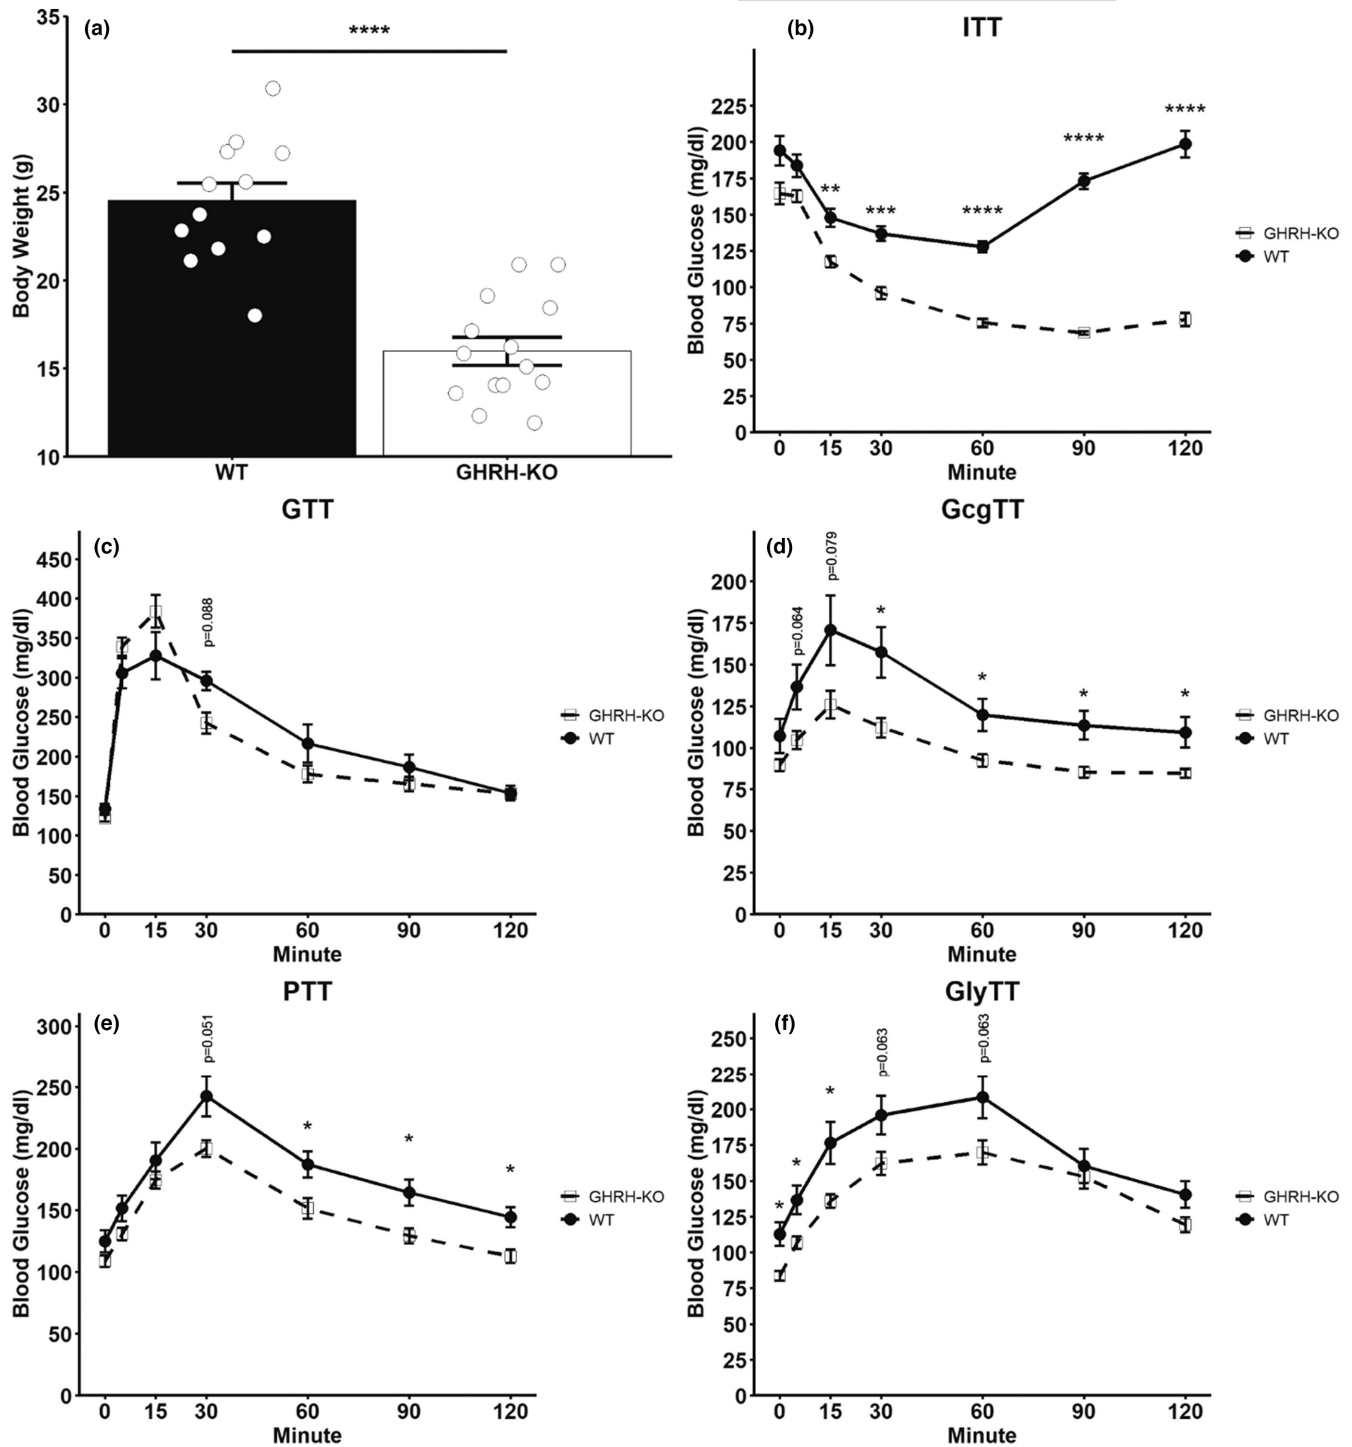 (a)
****
35
30
25
20
15
10
Body Weight (g)
WT
GHRH-KO
(b)
ITT
225
200
175
150
125
100
75
50
25
0
Blood Glucose (mg/dl)
**
***
****
****
****
0 15 30 60 90 120
Minute
GHRH-KO
WT
GTT
(c)
450
400
350
300
250
200
150
100
50
0
Blood Glucose (mg/dl)
p=0.088
0 15 30 60 90 120
Minute
GHRH-KO
WT
GcgTT
(d)
200
175
150
125
100
75
50
25
0
Blood Glucose (mg/dl)
p=0.064
p=0.079
*
*
*
*
0 15 30 60 90 120
Minute
GHRH-KO
WT
PTT
(e)
300
250
200
150
100
50
0
Blood Glucose (mg/dl)
p=0.051
*
*
*
0 15 30 60 90 120
Minute
GHRH-KO
WT
GlyTT
(f)
250
225
200
175
150
125
100
75
50
25
0
Blood Glucose (mg/dl)
*
*
*
p=0.063
p=0.063
0 15 30 60 90 120
Minute
GHRH-KO
WT